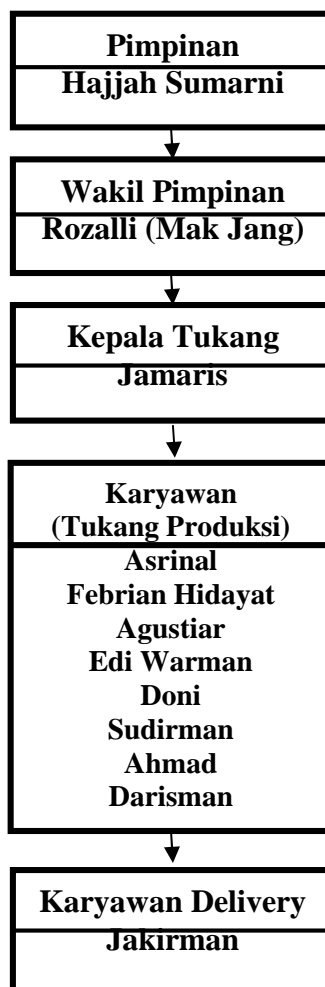 Pimpinan
Hajjah Sumarni
Wakil Pimpinan
Rozalli (Mak Jang)
Kepala Tukang
Jamaris
Karyawan
(Tukang Produksi)
Asrinal
Febrian Hidayat
Agustiar
Edi Warman
Doni
Sudirman
Ahmad
Darisman
Karyawan Delivery
Jakirman